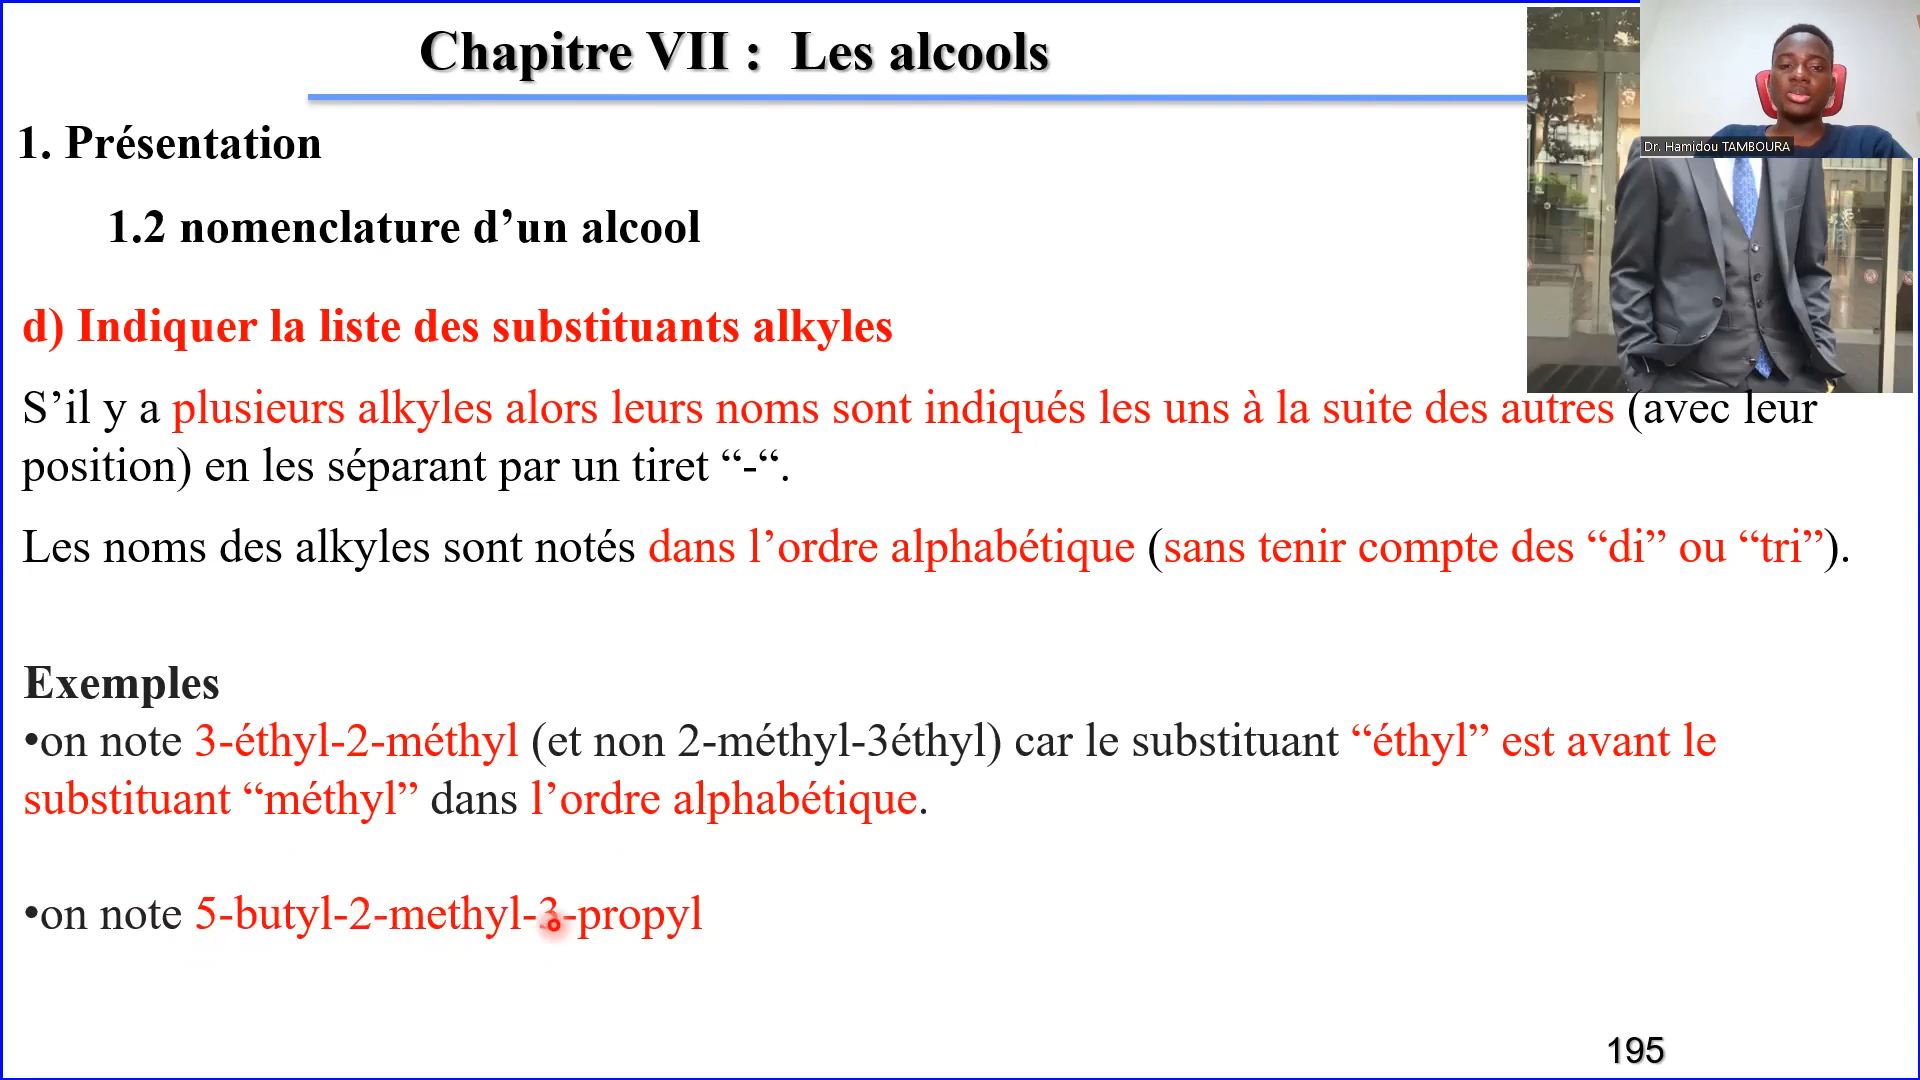 Chapitre VII :  Les alcools
Dr. Hamidou TAMBOURA
1. Présentation
1.2 nomenclature d’un alcool
d) Indiquer la liste des substituants alkyles
S’il y a plusieurs alkyles alors leurs noms sont indiqués les uns à la suite des autres (avec leur
position) en les séparant par un tiret “-“.
Les noms des alkyles sont notés dans l’ordre alphabétique (sans tenir compte des “di” ou “tri”).
Exemples
•on note 3-éthyl-2-méthyl (et non 2-méthyl-3éthyl) car le substituant “éthyl” est avant le
substituant “méthyl” dans l’ordre alphabétique.
•on note 5-butyl-2-methyl-3-propyl
195